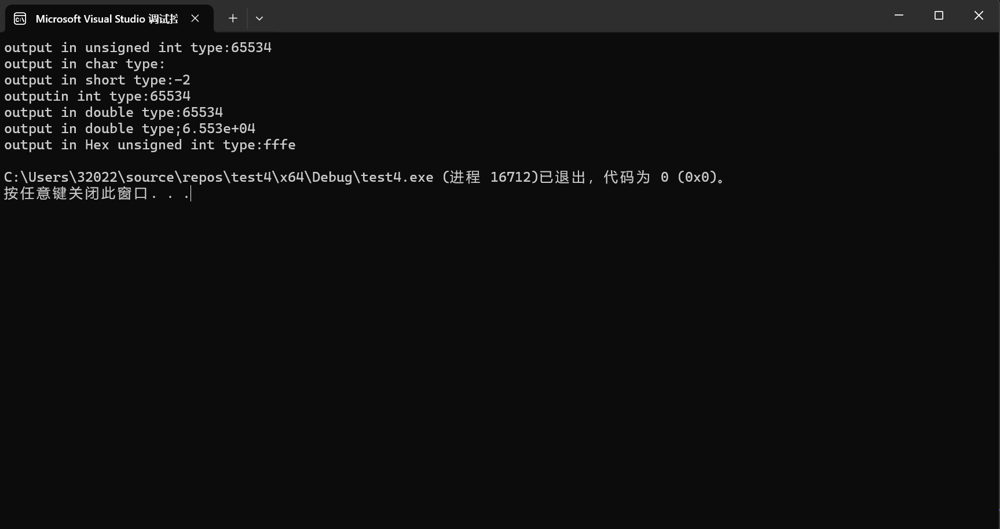 Microsoft Visual Studio 调试控
output in unsigned int type:65534
output in char type:
output in short type:-2
outputin int type:65534
output in double type:65534
output in double type;6.553e+04
output in Hex unsigned int type:fffe
C:\Users\32022\source\repos\test4\x64\Debug\test4.exe (进程 16712)已退出，代码为 0 (0x0)。
按任意键关闭此窗口. . .